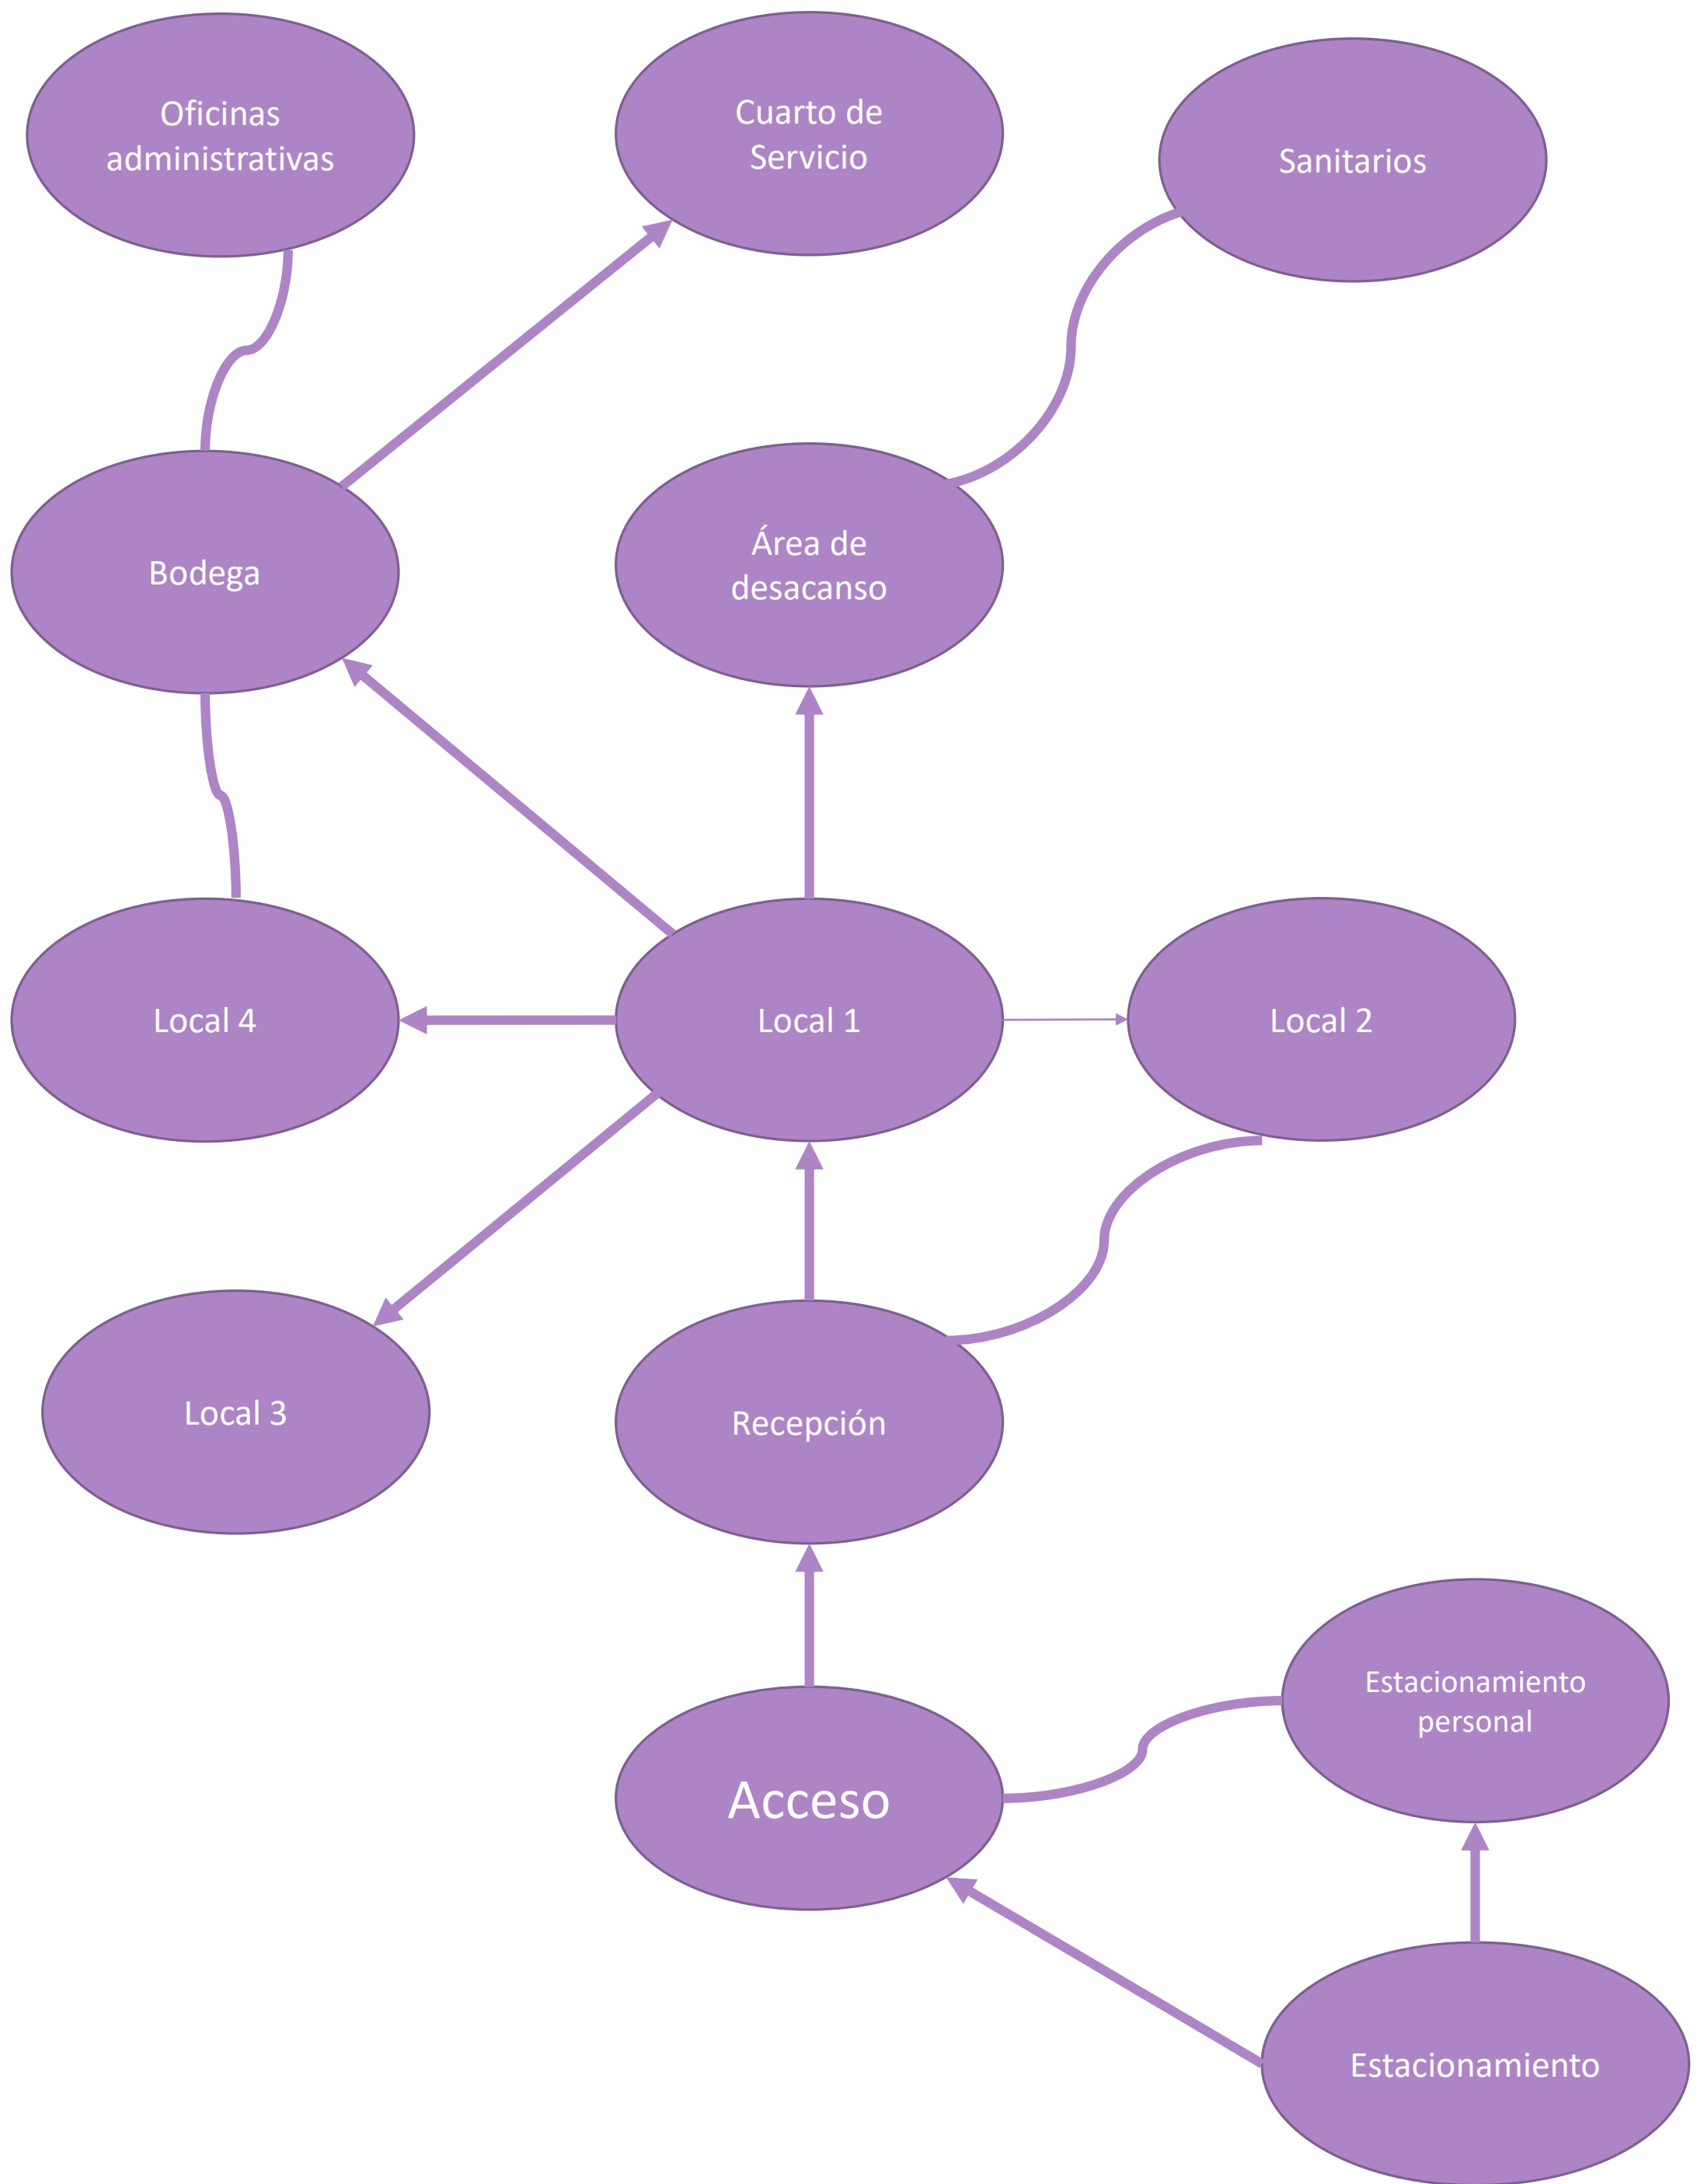 Oficinas
administrativas
Cuarto de
Servicio
Sanitarios
Bodega
Área de
desacanso
Local 4
Local 1
Local 2
Local 3
Recepción
Estacionamiento
personal
Acceso
Estacionamiento